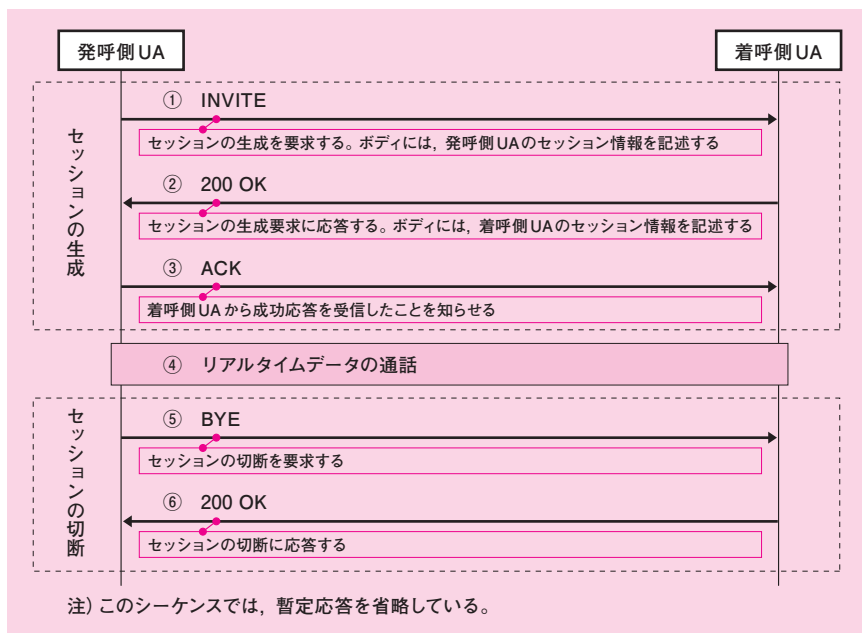 発呼側UA
着呼側UA
セッションの生成
① INVITE
セッションの生成を要求する。ボディには，発呼側UAのセッション情報を記述する
② 200 OK
セッションの生成要求に応答する。ボディには，着呼側UAのセッション情報を記述する
③ ACK
着呼側UAから成功応答を受信したことを知らせる
④ リアルタイムデータの通話
セッションの切断
⑤ BYE
セッションの切断を要求する
⑥ 200 OK
セッションの切断に応答する
注）このシーケンスでは，暫定応答を省略している。